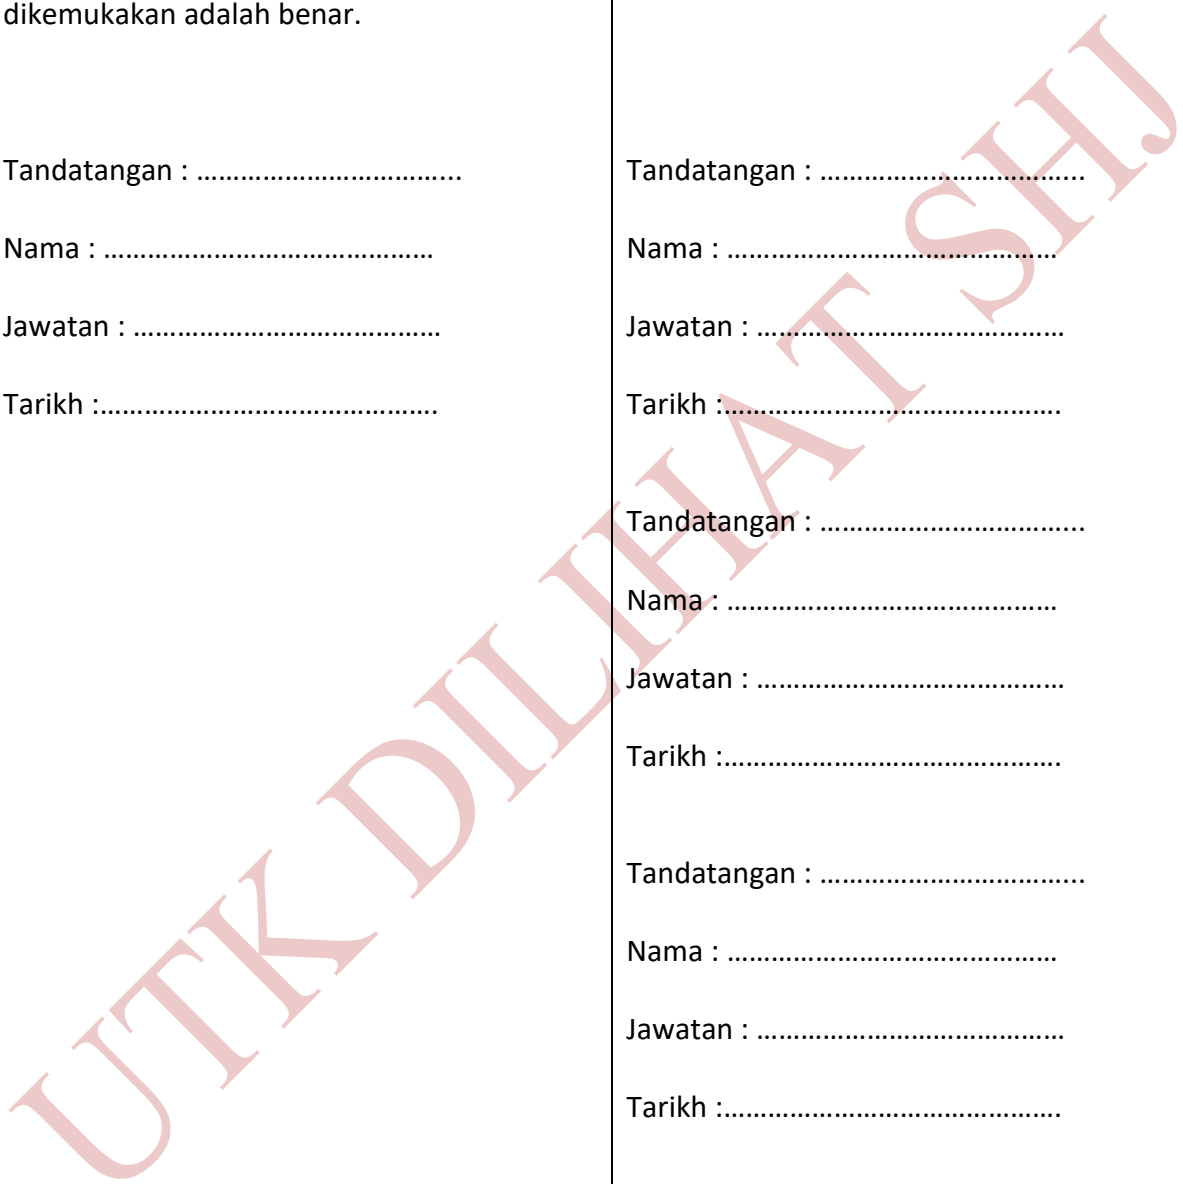 dikemukakan adalah benar.
Tandatangan : ……………………………...
Nama : ………………………………………
Jawatan : ……………………………………
Tarikh :……………………………………….
Tandatangan : ……………………………...
Nama : ………………………………………
Jawatan : ……………………………………
Tarikh :……………………………………….
Tandatangan : ……………………………...
Nama : ………………………………………
Jawatan : ……………………………………
Tarikh :……………………………………….
Tandatangan : ……………………………...
Nama : ………………………………………
Jawatan : ……………………………………
Tarikh :……………………………………….
UTK DILIHAT SHJ